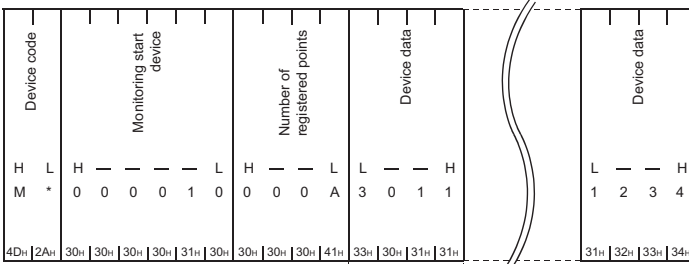 Device code
Monitoring start
device
Number of
registered points
Device data
Device data
H L H — — — — L H — — L L — — H L — — H
M * 0 0 0 0 1 0 0 0 0 A 3 0 1 1 1 2 3 4
4DH 2AH 30H 30H 30H 30H 31H 30H 30H 30H 30H 41H 33H 30H 31H 31H 31H 32H 33H 34H